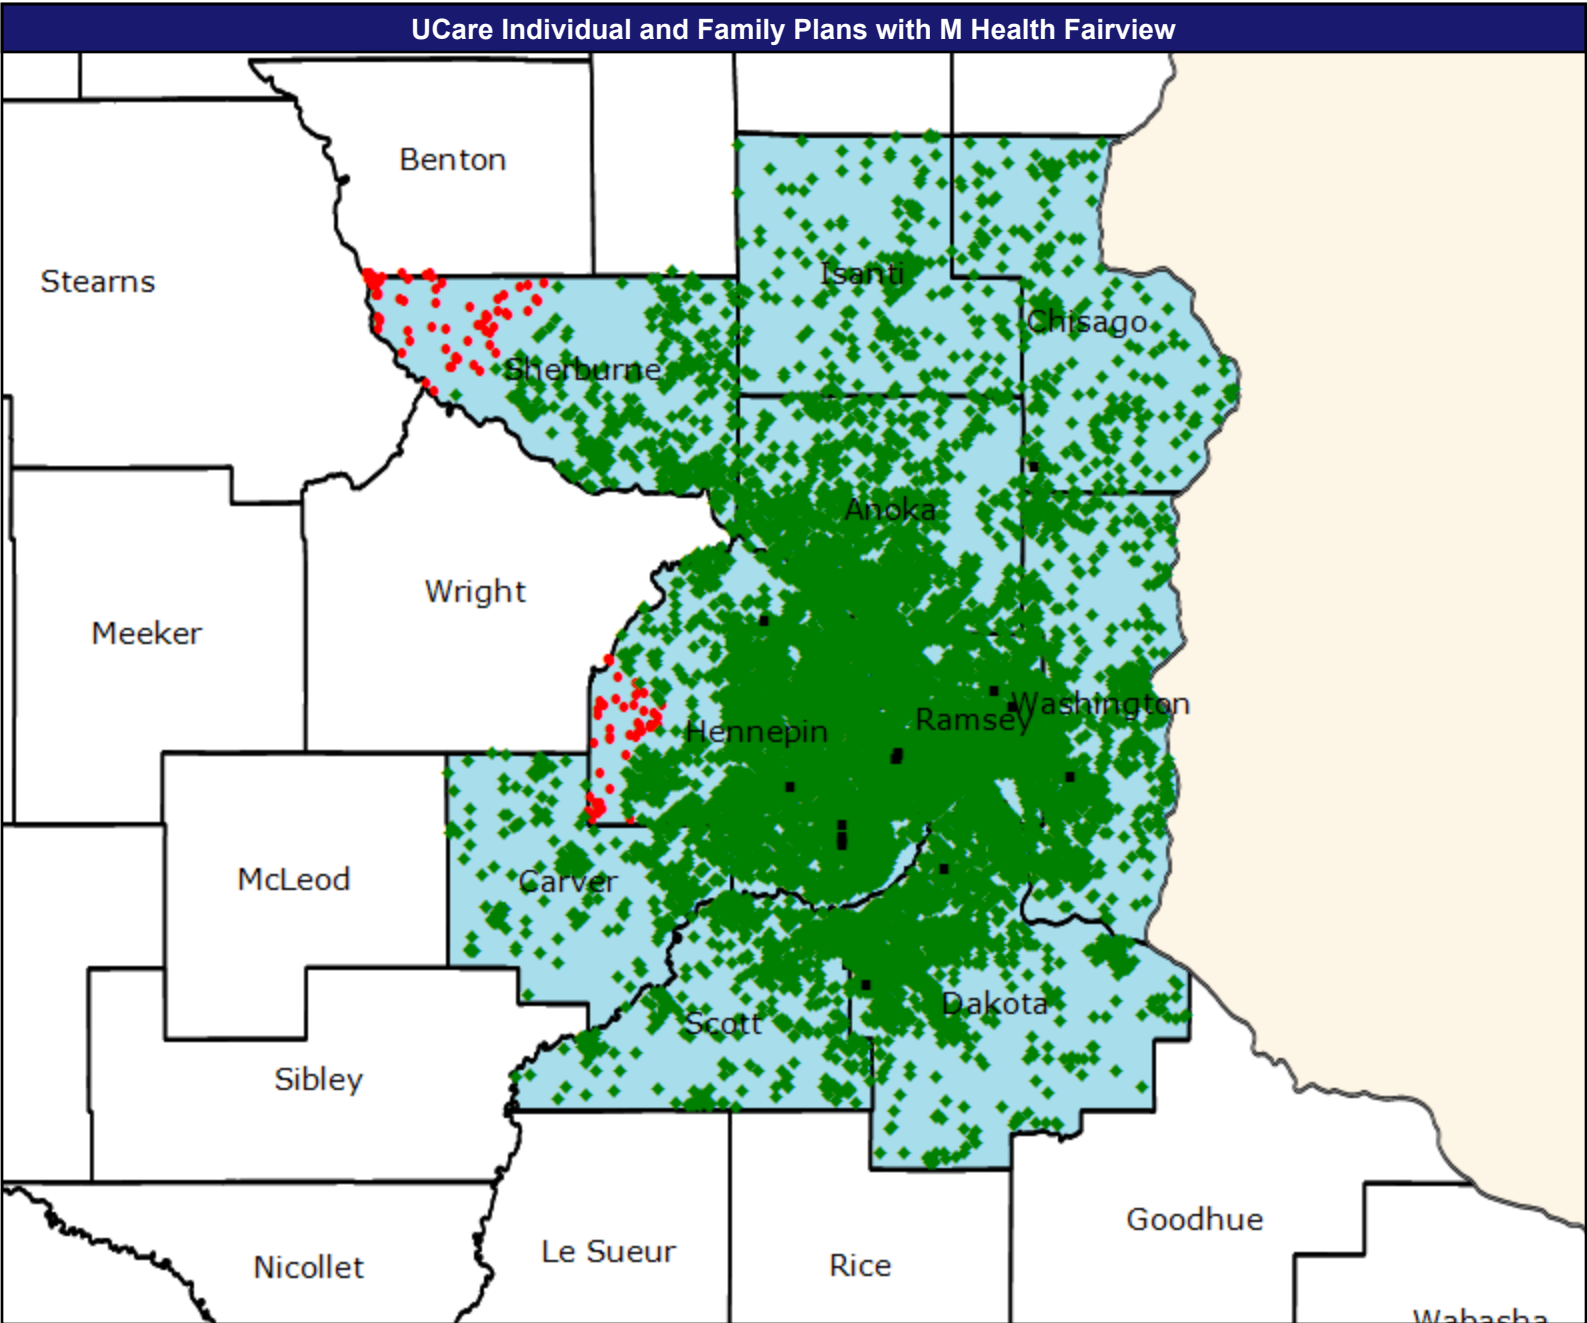 UCare Individual and Family Plans with M Health Fairview
Benton
Stearns
Isanti
Chisago
Sherburne
Anoka
Wright
Meeker
Washington
Ramsey
Hennepin
McLeod
Carver
Dakota
Scott
Sibley
Goodhue
Le Sueur
Rice
Nicollet
Wabasha